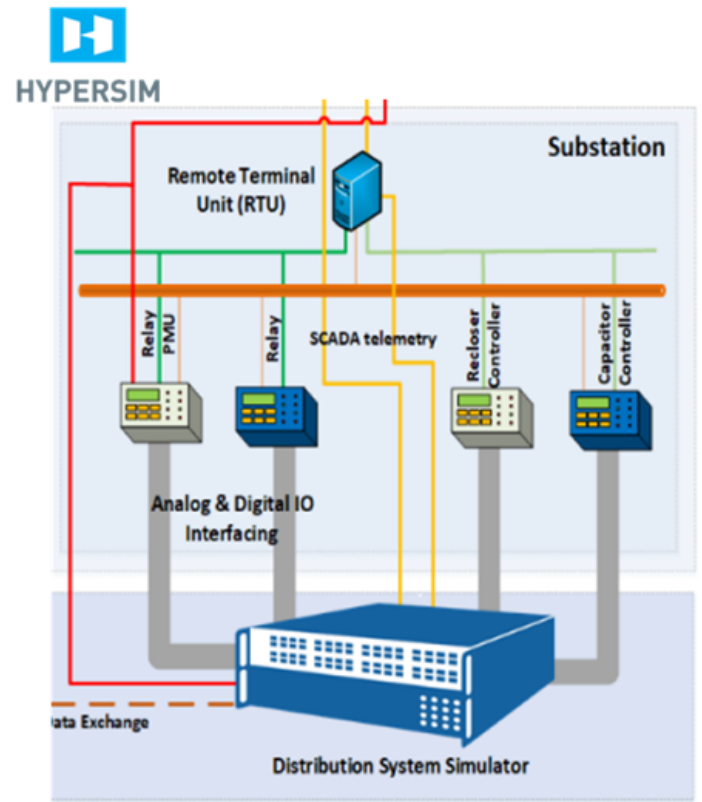 HYPERSIM
Substation
Remote Terminal
Unit (RTU)
Relay
PMU
Relay
SCADA telemetry
Recloser
Controller
Capacitor
Controller
Analog & Digital IO
Interfacing
Exchange
Distribution System Simulator